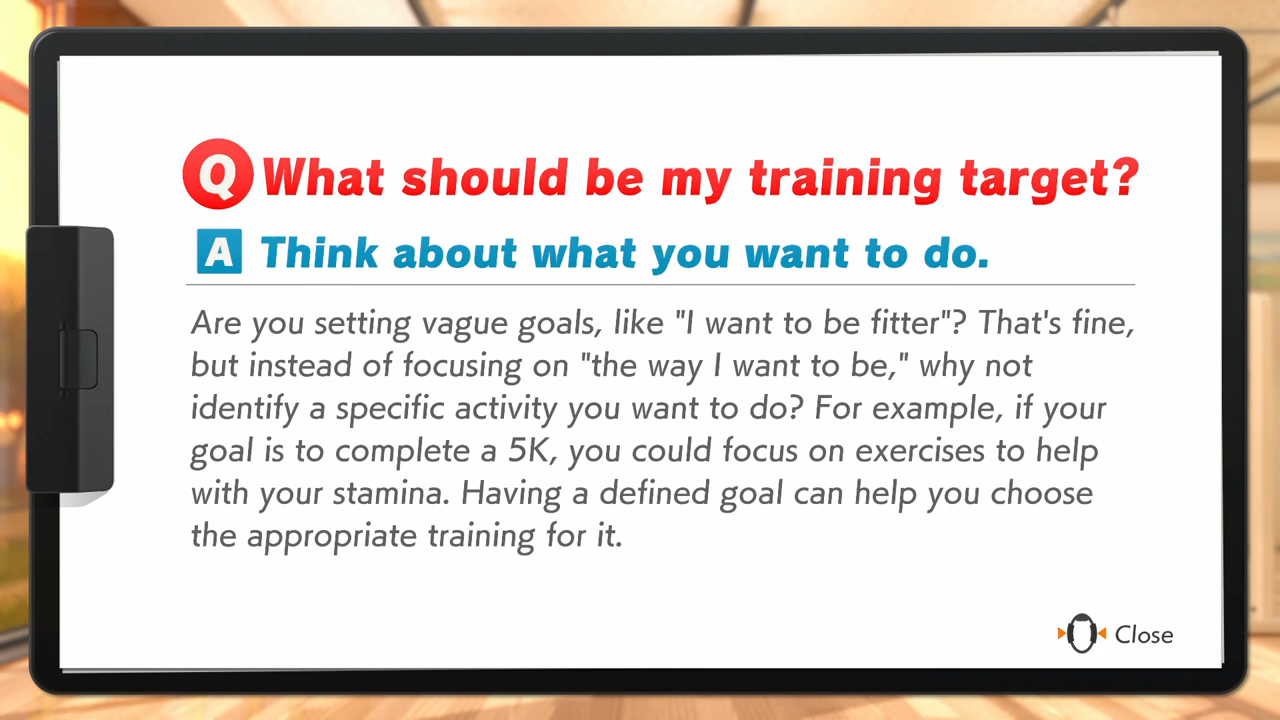 Q What should be my training target?
A Think about what you want to do.
Are you setting vague goals, like "I want to be fitter"? That's fine,
but instead of focusing on "the way I want to be," why not
identify a specific activity you want to do? For example, if your
goal is to complete a 5K, you could focus on exercises to help
with your stamina. Having a defined goal can help you choose
the appropriate training for it.
Close